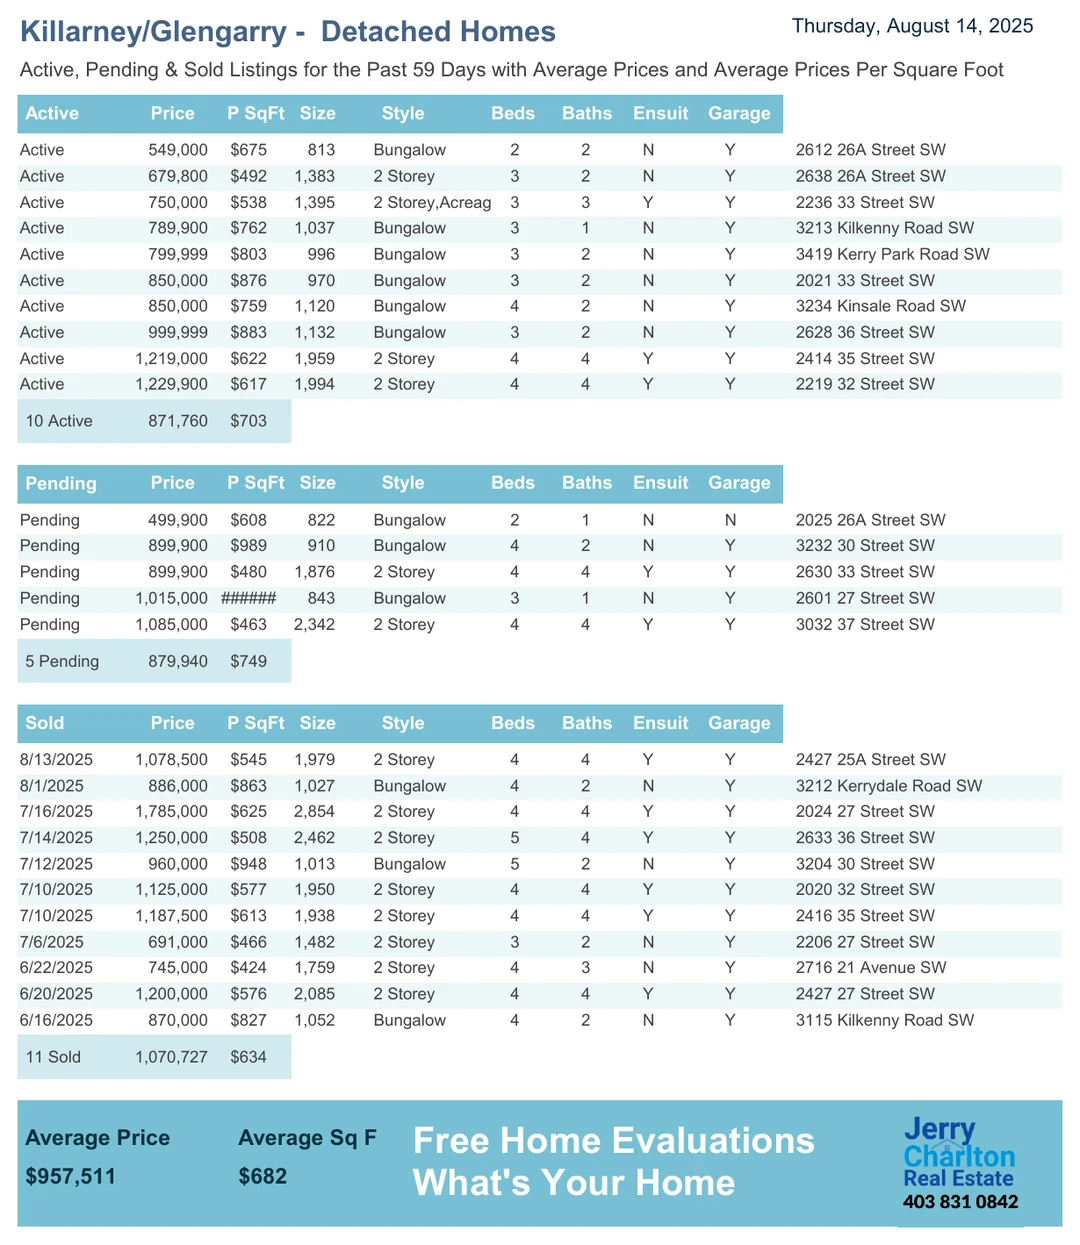 Killarney/Glengarry -  Detached Homes
Thursday, August 14, 2025
Active, Pending & Sold Listings for the Past 59 Days with Average Prices and Average Prices Per Square Foot
Active Price P SqFt Size Style Beds Baths Ensuit Garage
Active 549,000 $675 813 Bungalow 2 2 N Y 2612 26A Street SW
Active 679,800 $492 1,383 2 Storey 3 2 N Y 2638 26A Street SW
Active 750,000 $538 1,395 2 Storey,Acreag 3 3 Y Y 2236 33 Street SW
Active 789,900 $762 1,037 Bungalow 3 1 N Y 3213 Kilkenny Road SW
Active 799,999 $803 996 Bungalow 3 2 N Y 3419 Kerry Park Road SW
Active 850,000 $876 970 Bungalow 3 2 N Y 2021 33 Street SW
Active 850,000 $759 1,120 Bungalow 4 2 N Y 3234 Kinsale Road SW
Active 999,999 $883 1,132 Bungalow 3 2 N Y 2628 36 Street SW
Active 1,219,000 $622 1,959 2 Storey 4 4 Y Y 2414 35 Street SW
Active 1,229,900 $617 1,994 2 Storey 4 4 Y Y 2219 32 Street SW
10 Active 871,760 $703
Pending Price P SqFt Size Style Beds Baths Ensuit Garage
Pending 499,900 $608 822 Bungalow 2 1 N N 2025 26A Street SW
Pending 899,900 $989 910 Bungalow 4 2 N Y 3232 30 Street SW
Pending 899,900 $480 1,876 2 Storey 4 4 Y Y 2630 33 Street SW
Pending 1,015,000 ###### 843 Bungalow 3 1 N Y 2601 27 Street SW
Pending 1,085,000 $463 2,342 2 Storey 4 4 Y Y 3032 37 Street SW
5 Pending 879,940 $749
Sold Price P SqFt Size Style Beds Baths Ensuit Garage
8/13/2025 1,078,500 $545 1,979 2 Storey 4 4 Y Y 2427 25A Street SW
8/1/2025 886,000 $863 1,027 Bungalow 4 2 N Y 3212 Kerrydale Road SW
7/16/2025 1,785,000 $625 2,854 2 Storey 4 4 Y Y 2024 27 Street SW
7/14/2025 1,250,000 $508 2,462 2 Storey 5 4 Y Y 2633 36 Street SW
7/12/2025 960,000 $948 1,013 Bungalow 5 2 N Y 3204 30 Street SW
7/10/2025 1,125,000 $577 1,950 2 Storey 4 4 Y Y 2020 32 Street SW
7/10/2025 1,187,500 $613 1,938 2 Storey 4 4 Y Y 2416 35 Street SW
7/6/2025 691,000 $466 1,482 2 Storey 3 2 N Y 2206 27 Street SW
6/22/2025 745,000 $424 1,759 2 Storey 4 3 N Y 2716 21 Avenue SW
6/20/2025 1,200,000 $576 2,085 2 Storey 4 4 Y Y 2427 27 Street SW
6/16/2025 870,000 $827 1,052 Bungalow 4 2 N Y 3115 Kilkenny Road SW
11 Sold 1,070,727 $634
Average Price Average Sq F
$957,511 $682
Free Home Evaluations
What's Your Home
Jerry
Charlton
Real Estate
403 831 0842